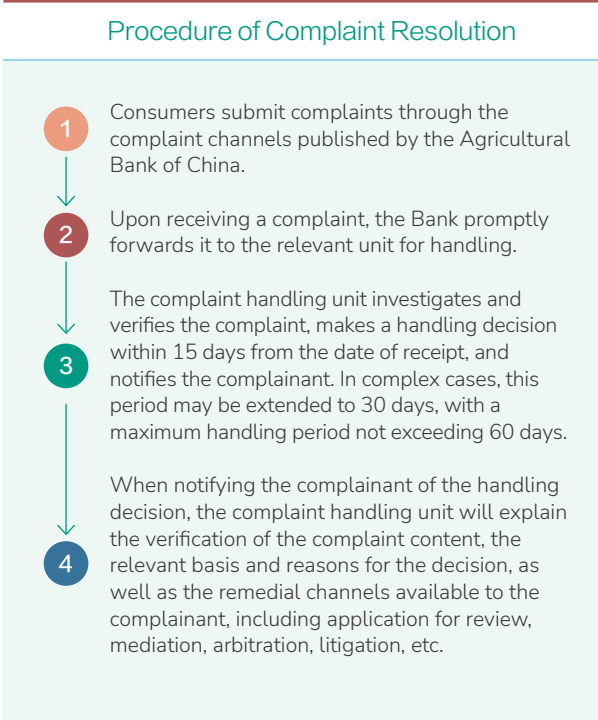 Procedure of Complaint Resolution
1
Consumers submit complaints through the
complaint channels published by the Agricultural
Bank of China.
2
Upon receiving a complaint, the Bank promptly
forwards it to the relevant unit for handling.
3
The complaint handling unit investigates and
verifies the complaint, makes a handling decision
within 15 days from the date of receipt, and
notifies the complainant. In complex cases, this
period may be extended to 30 days, with a
maximum handling period not exceeding 60 days.
4
When notifying the complainant of the handling
decision, the complaint handling unit will explain
the verification of the complaint content, the
relevant basis and reasons for the decision, as
well as the remedial channels available to the
complainant, including application for review,
mediation, arbitration, litigation, etc.